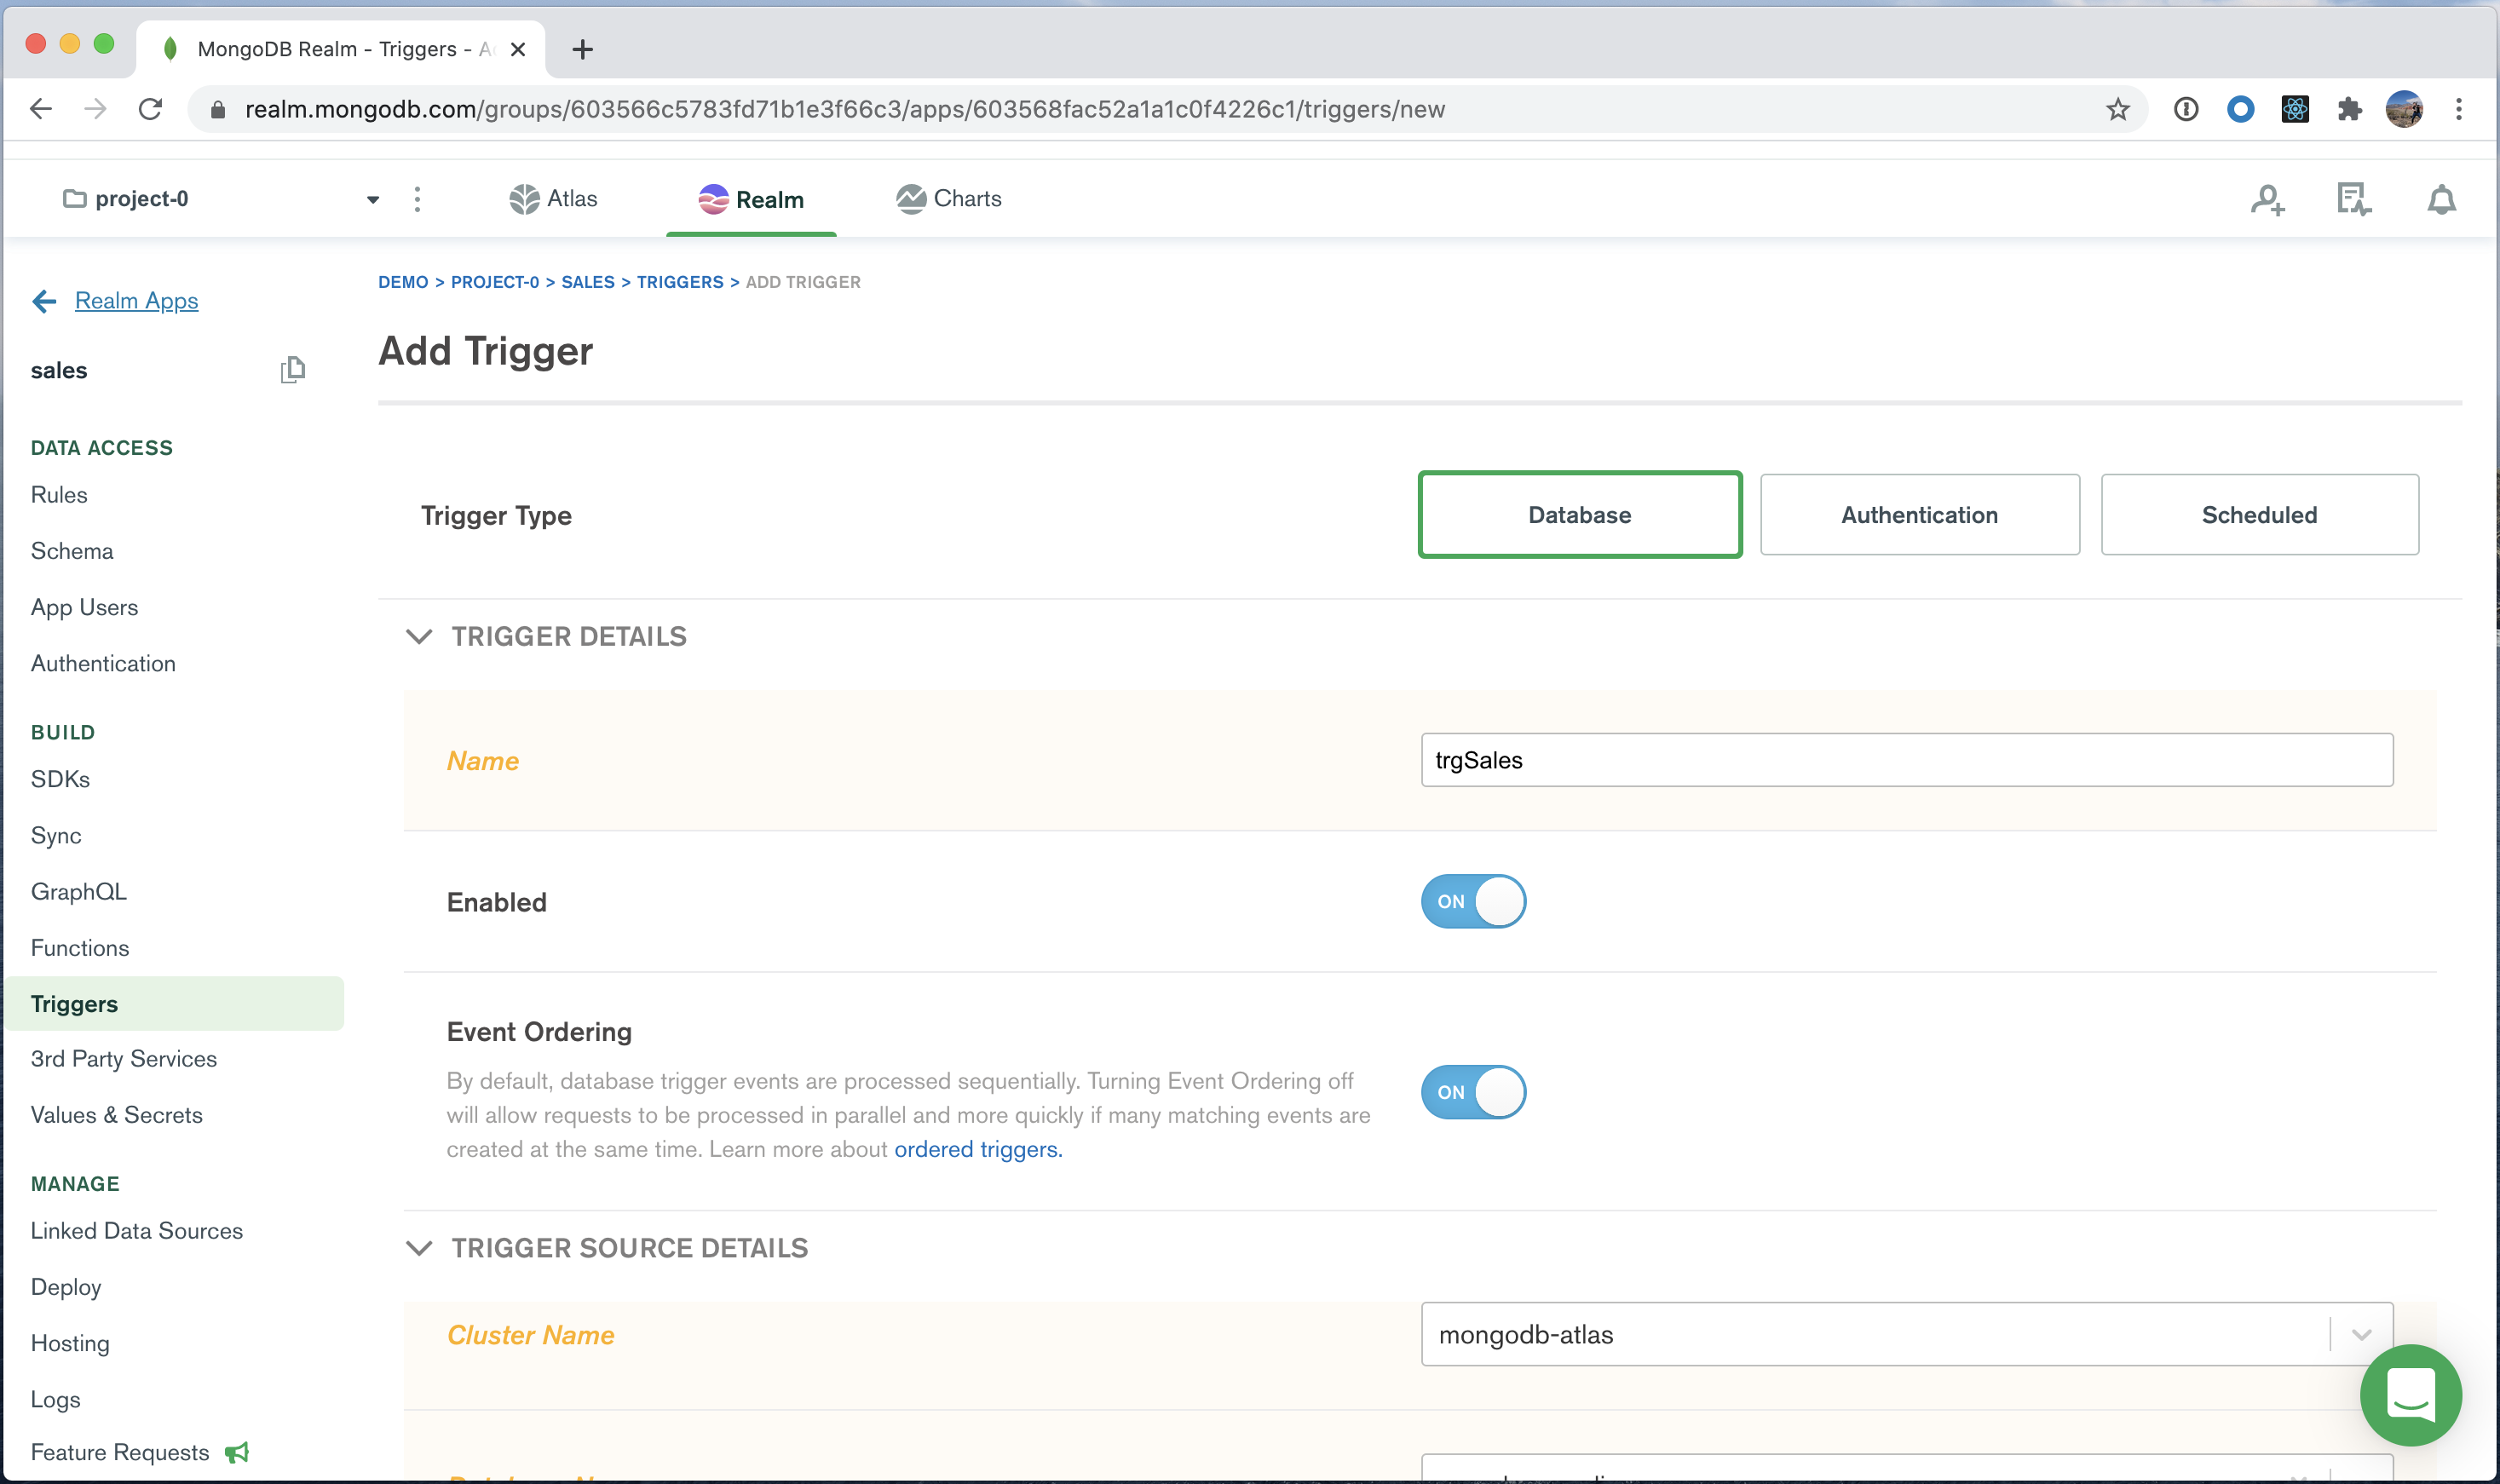 MongoDB Realm - Triggers - A
realm.mongodb.com/groups/603566c5783fd71b1e3f66c3/apps/603568fac52a1a1c0f4226c1/triggers/new
project-0
Atlas
Realm
Charts
Realm Apps
sales
DATA ACCESS
Rules
Schema
App Users
Authentication
BUILD
SDKs
Sync
GraphQL
Functions
Triggers
3rd Party Services
Values & Secrets
MANAGE
Linked Data Sources
Deploy
Hosting
Logs
Feature Requests
DEMO > PROJECT-0 > SALES > TRIGGERS > ADD TRIGGER
Add Trigger
Trigger Type
Database
Authentication
Scheduled
TRIGGER DETAILS
Name
trgSales
Enabled
ON
Event Ordering
By default, database trigger events are processed sequentially. Turning Event Ordering off
will allow requests to be processed in parallel and more quickly if many matching events are
created at the same time. Learn more about ordered triggers.
ON
TRIGGER SOURCE DETAILS
Cluster Name
mongodb-atlas